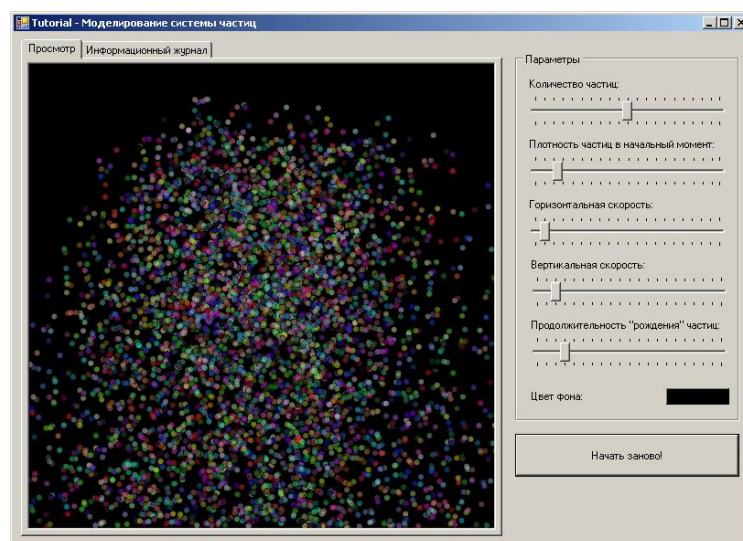 Tutorial - Моделирование системы частиц
Просмотр
Информационный журнал
Параметры
Количество частиц:
Плотность частиц в начальный момент:
Горизонтальная скорость:
Вертикальная скорость:
Продолжительность "рождения" частиц:
Цвет фона:
Начать заново!